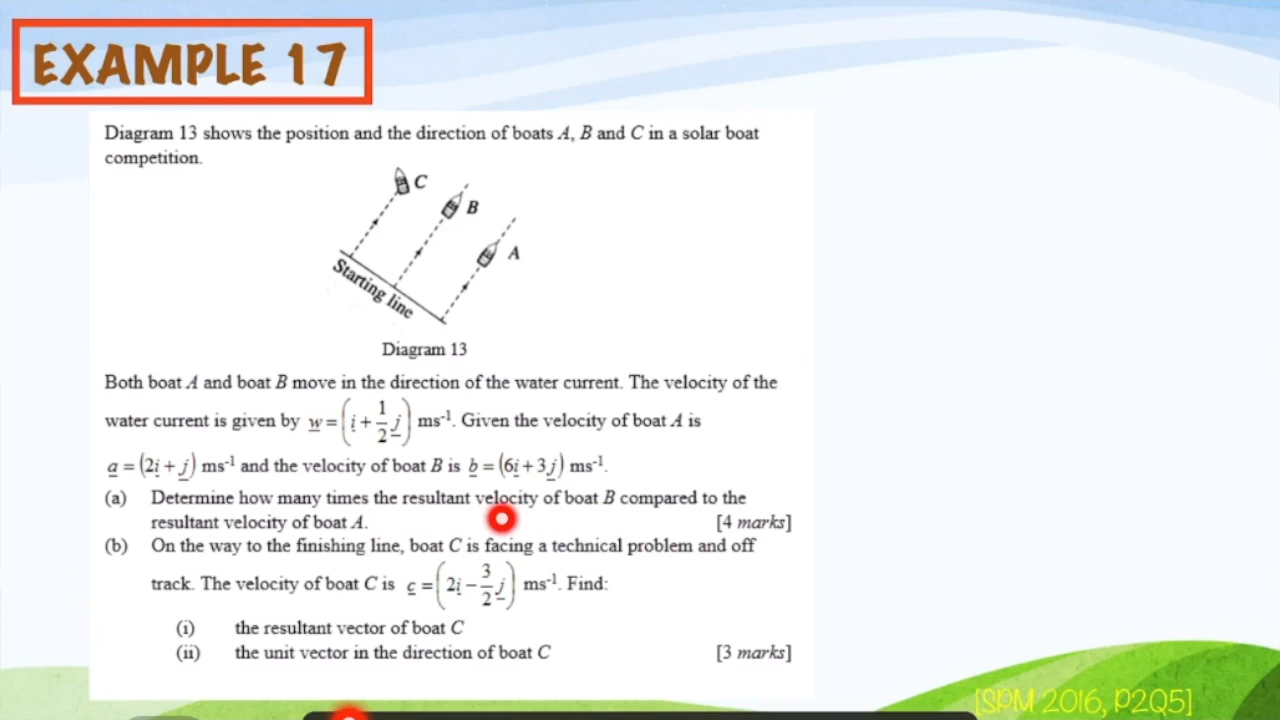 EXAMPLE 17
Diagram 13 shows the position and the direction of boats A, B and C in a solar boat
competition.
C
B
A
Starting line
Diagram 13
Both boat A and boat B move in the direction of the water current. The velocity of the
water current is given by w = (i + 1/2 j) ms⁻¹. Given the velocity of boat A is
a = (2i + j) ms⁻¹ and the velocity of boat B is b = (6i + 3j) ms⁻¹.
(a) Determine how many times the resultant velocity of boat B compared to the
resultant velocity of boat A. [4 marks]
(b) On the way to the finishing line, boat C is facing a technical problem and off
track. The velocity of boat C is c = (2i − 3/2 j) ms⁻¹. Find:
(i) the resultant vector of boat C
(ii) the unit vector in the direction of boat C [3 marks]
[SPM 2016, P2Q5]